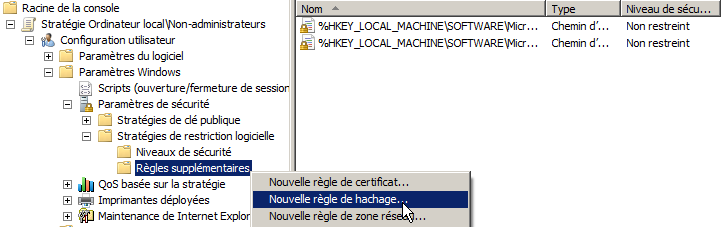 Racine de la console
Stratégie Ordinateur local\Non-administrateurs
Configuration utilisateur
Paramètres du logiciel
Paramètres Windows
Scripts (ouverture/fermeture de session
Paramètres de sécurité
Stratégies de clé publique
Stratégies de restriction logicielle
Niveaux de sécurité
Règles supplémentaires
QoS basée sur la stratégie
Imprimantes déployées
Maintenance de Internet Explor
Nom Type Niveau de sécu...
%HKEY_LOCAL_MACHINE\SOFTWARE\Micr... Chemin d'... Non restreint
%HKEY_LOCAL_MACHINE\SOFTWARE\Micr... Chemin d'... Non restreint
Nouvelle règle de certificat...
Nouvelle règle de hachage...
Nouvelle règle de zone réseau...